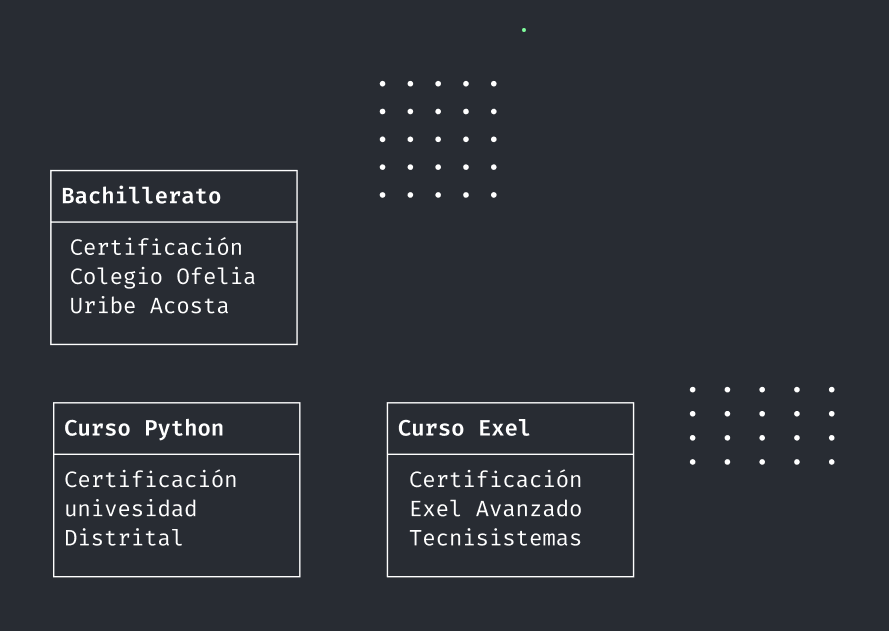 Bachillerato
Certificación
Colegio Ofelia
Uribe Acosta
Curso Python
Certificación
univesidad
Distrital
Curso Exel
Certificación
Exel Avanzado
Tecnisistemas